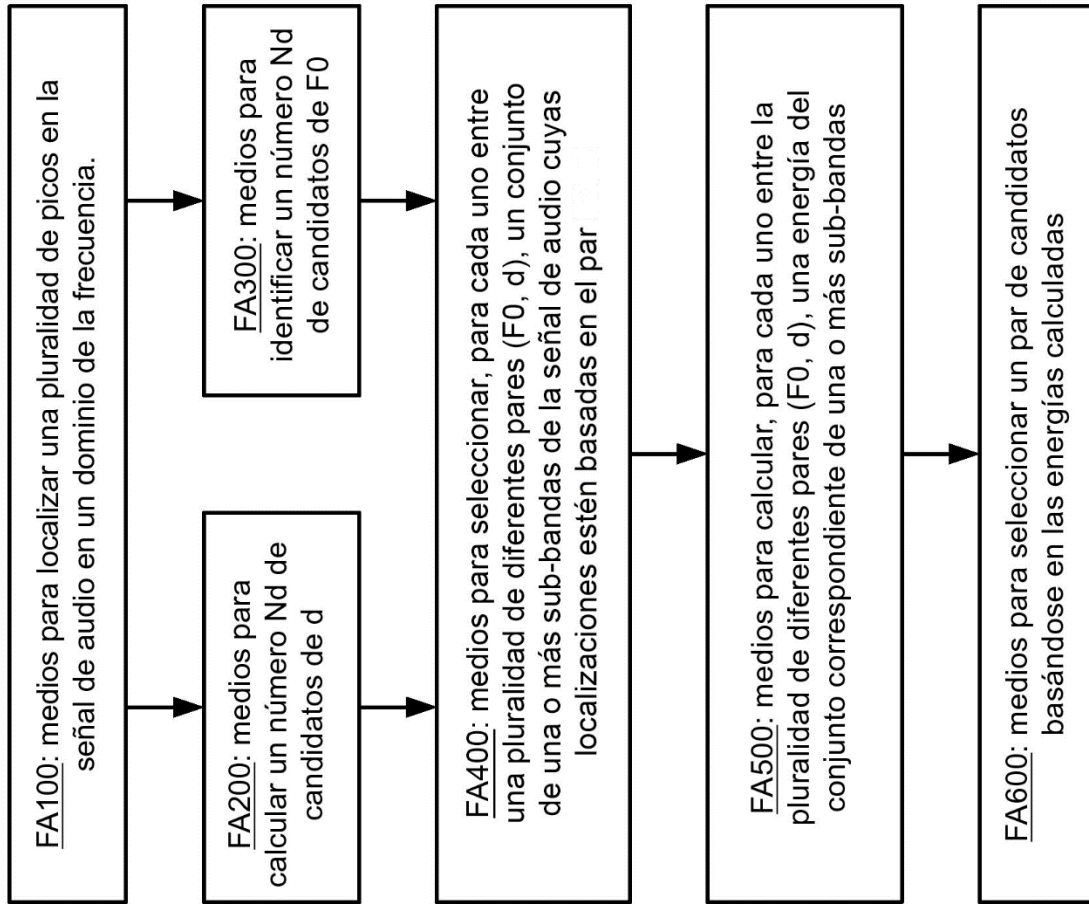 FA100: medios para localizar una pluralidad de picos en la
señal de audio en un dominio de la frecuencia.
FA200: medios para
calcular un número Nd de
candidatos de d
FA300: medios para
identificar un número Nd
de candidatos de F0
FA400: medios para seleccionar, para cada uno entre
una pluralidad de diferentes pares (F0, d), un conjunto
de una o más sub-bandas de la señal de audio cuyas
localizaciones estén basadas en el par
FA500: medios para calcular, para cada uno entre la
pluralidad de diferentes pares (F0, d), una energía del
conjunto correspondiente de una o más sub-bandas
FA600: medios para seleccionar un par de candidatos
basándose en las energías calculadas